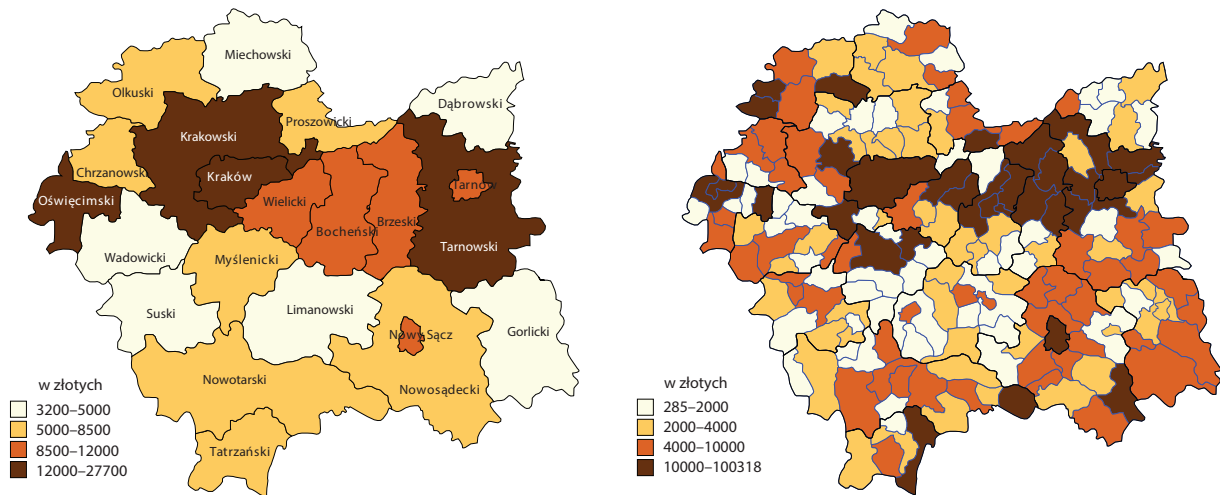 Miechowski
Olkuski
Dąbrowski
Proszowicki
Krakowski
Chrzanowski
Kraków
Tarnów
Oświęcimski
Wielicki
Bocheński
Brzeski
Tarnowski
Wadowicki
Myślenicki
Suski
Limanowski
Nowy Sącz
Gorlicki
Nowotarski
Nowosądecki
Tatrzański
w złotych
3200–5000
5000–8500
8500–12000
12000–27700
w złotych
285–2000
2000–4000
4000–10000
10000–100318